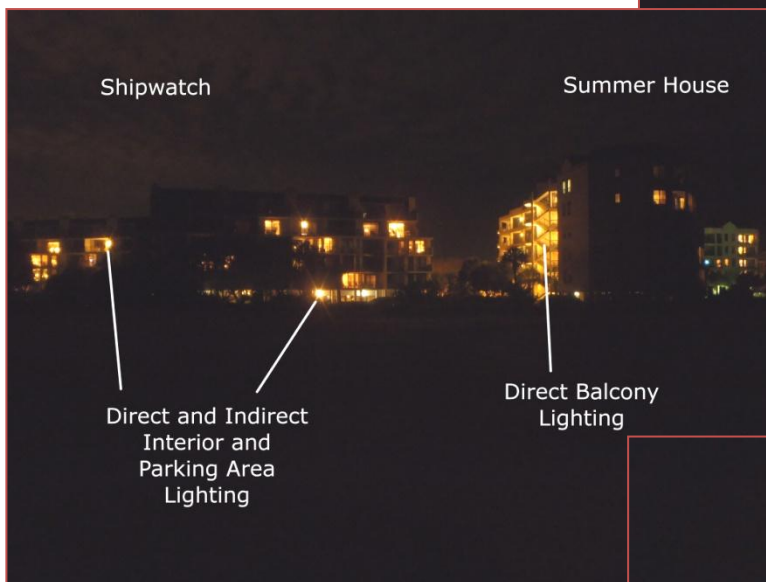 Shipwatch
Summer House
Direct and Indirect
Interior and
Parking Area
Lighting
Direct Balcony
Lighting